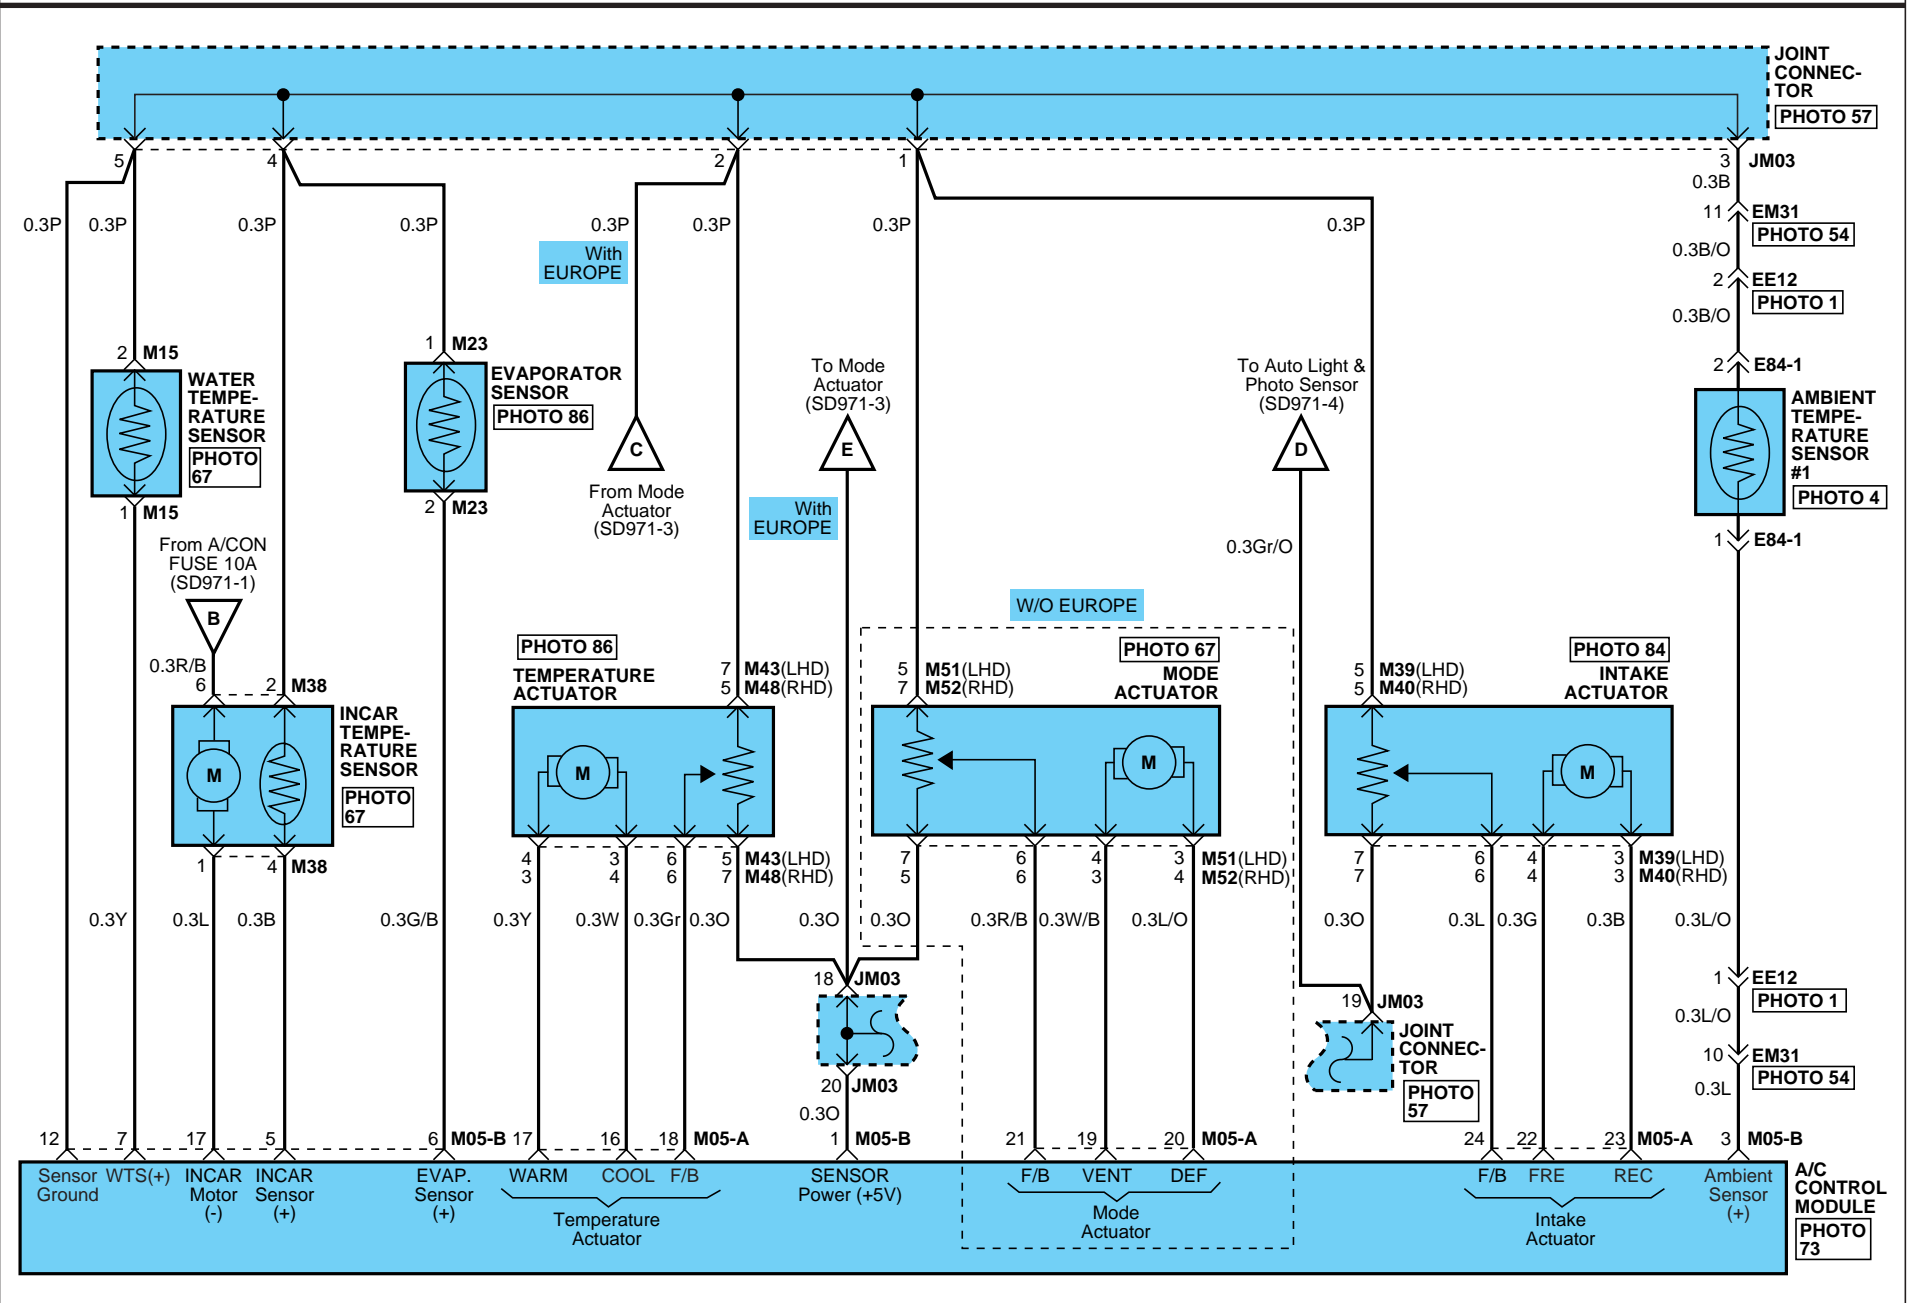 JOINT
CONNEC-
TOR
PHOTO 57
5
4
2
1
3
JM03
0.3B
11
EM31
PHOTO 54
0.3P
0.3P
0.3P
0.3P
0.3P
0.3P
0.3P
0.3P
0.3B/O
With
EUROPE
2
EE12
PHOTO 1
0.3B/O
2
M15
1
M23
2
E84-1
WATER
TEMPE-
RATURE
SENSOR
PHOTO
67
EVAPORATOR
SENSOR
PHOTO 86
To Mode
Actuator
(SD971-3)
To Auto Light &
Photo Sensor
(SD971-4)
AMBIENT
TEMPE-
RATURE
SENSOR
#1
PHOTO 4
C
E
D
1
M15
2
M23
From Mode
Actuator
(SD971-3)
With
EUROPE
1
E84-1
From A/CON
FUSE 10A
(SD971-1)
B
0.3Gr/O
W/O EUROPE
0.3R/B
6
2
M38
PHOTO 86
TEMPERATURE
ACTUATOR
7
M43(LHD)
5
M48(RHD)
5
M51(LHD)
7
M52(RHD)
PHOTO 67
MODE
ACTUATOR
5
M39(LHD)
5
M40(RHD)
PHOTO 84
INTAKE
ACTUATOR
INCAR
TEMPE-
RATURE
SENSOR
PHOTO
67
M
M
M
M
1
4
M38
4 3 6 5 M43(LHD)
3 4 6 7 M48(RHD)
7 6 4 3 M51(LHD)
5 6 3 4 M52(RHD)
7 6 4 3 M39(LHD)
7 6 4 3 M40(RHD)
0.3Y
0.3L
0.3B
0.3G/B
0.3Y
0.3W
0.3Gr
0.3O
0.3O
0.3O
0.3R/B
0.3W/B
0.3L/O
0.3O
0.3L
0.3G
0.3B
0.3L/O
18
JM03
1
EE12
PHOTO 1
19
JM03
0.3L/O
JOINT
CONNEC-
TOR
PHOTO
57
10
EM31
PHOTO 54
20
JM03
0.3L
0.3O
12
7
17
5
6
M05-B
17
16
18
M05-A
1
M05-B
21
19
20
M05-A
24
22
23
M05-A
3
M05-B
Sensor
Ground
WTS(+)
INCAR
Motor
(-)
INCAR
Sensor
(+)
EVAP.
Sensor
(+)
WARM
COOL
F/B
Temperature
Actuator
SENSOR
Power (+5V)
F/B
VENT
DEF
Mode
Actuator
F/B
FRE
REC
Intake
Actuator
Ambient
Sensor
(+)
A/C
CONTROL
MODULE
PHOTO
73